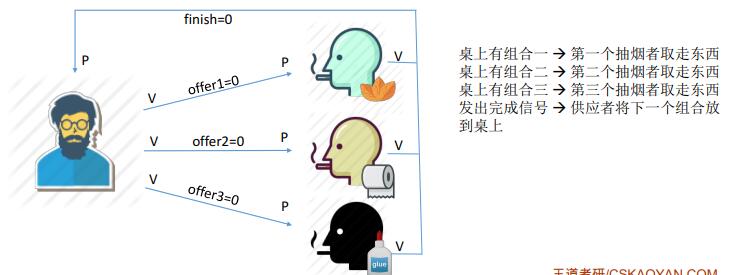 finish=0
P
P
V
offer1=0
V
V
offer2=0
P
V
V
offer3=0
P
V
glue
桌上有组合一→第一个抽烟者取走东西
桌上有组合二→第二个抽烟者取走东西
桌上有组合三→第三个抽烟者取走东西
发出完成信号→供应者将下一个组合放
到桌上
王道考研/CSKAOYAN.COM